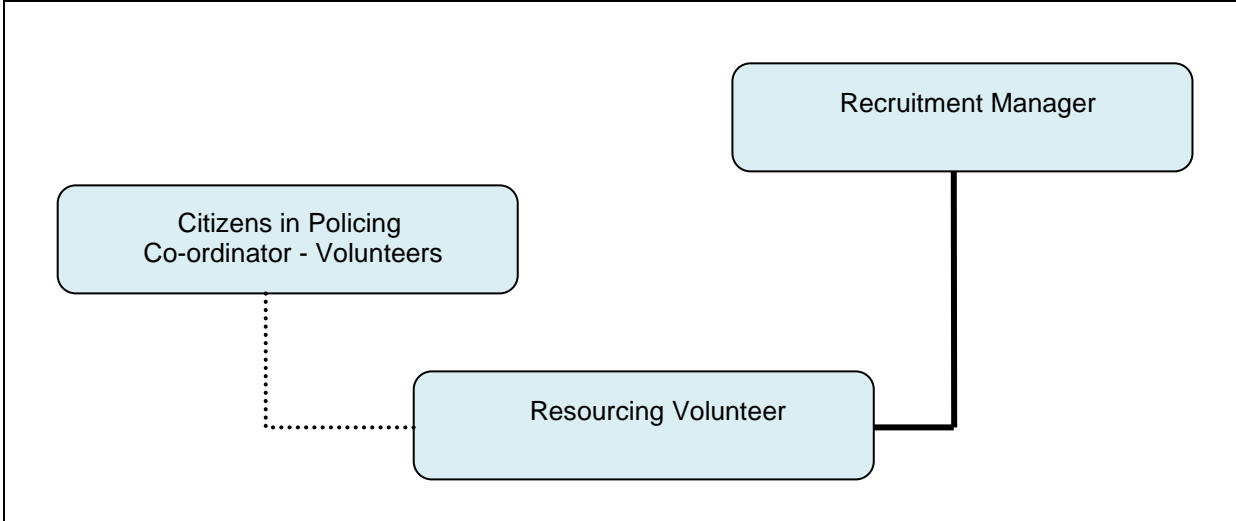 Recruitment Manager
Citizens in Policing
Co-ordinator - Volunteers
Resourcing Volunteer